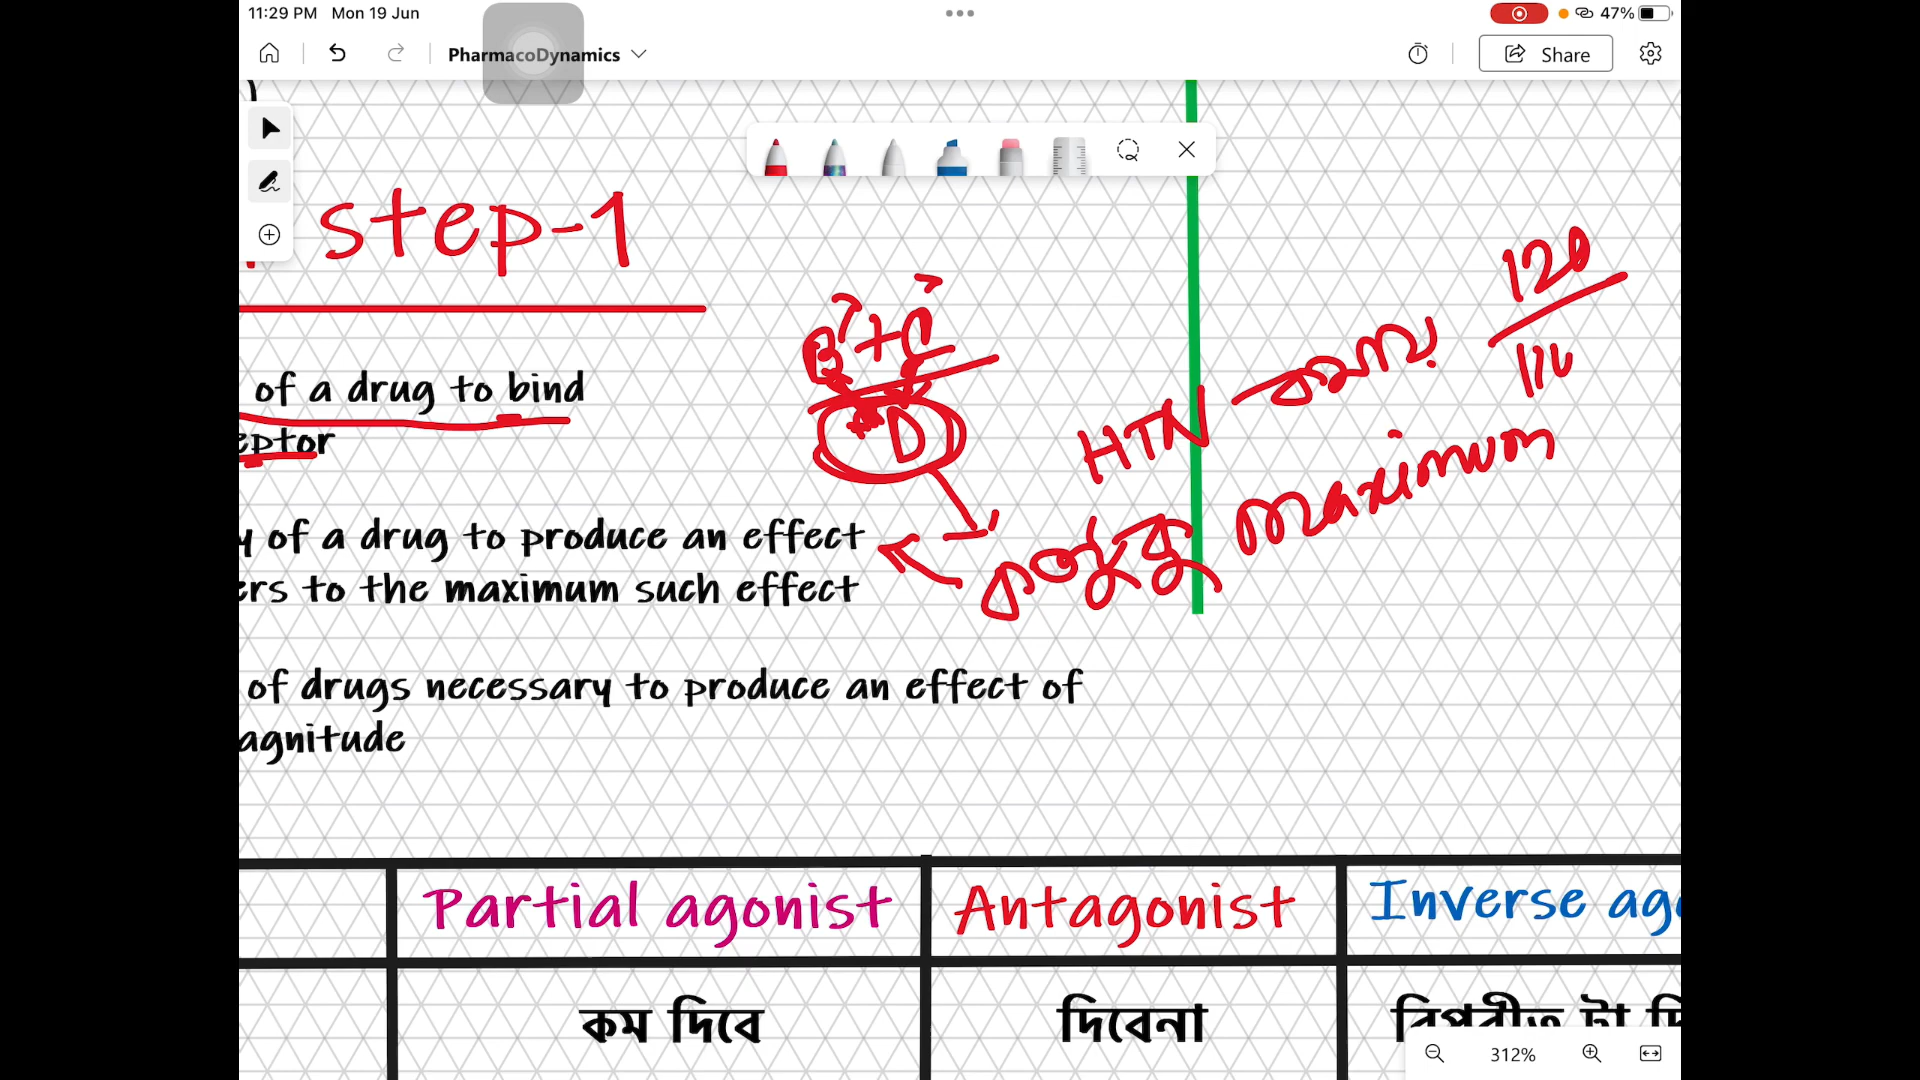 11:29 PM Mon 19 Jun
47%
PharmacoDynamics
Share
step-1
120
HTN
maximum
of a drug to bind
eptor
D
y of a drug to produce an effect
ers to the maximum such effect
of drugs necessary to produce an effect of
agnitude
Partial agonist
Antagonist
Inverse ag
কম দিবে
দিবেনা
বিপরীত টা দি
312%